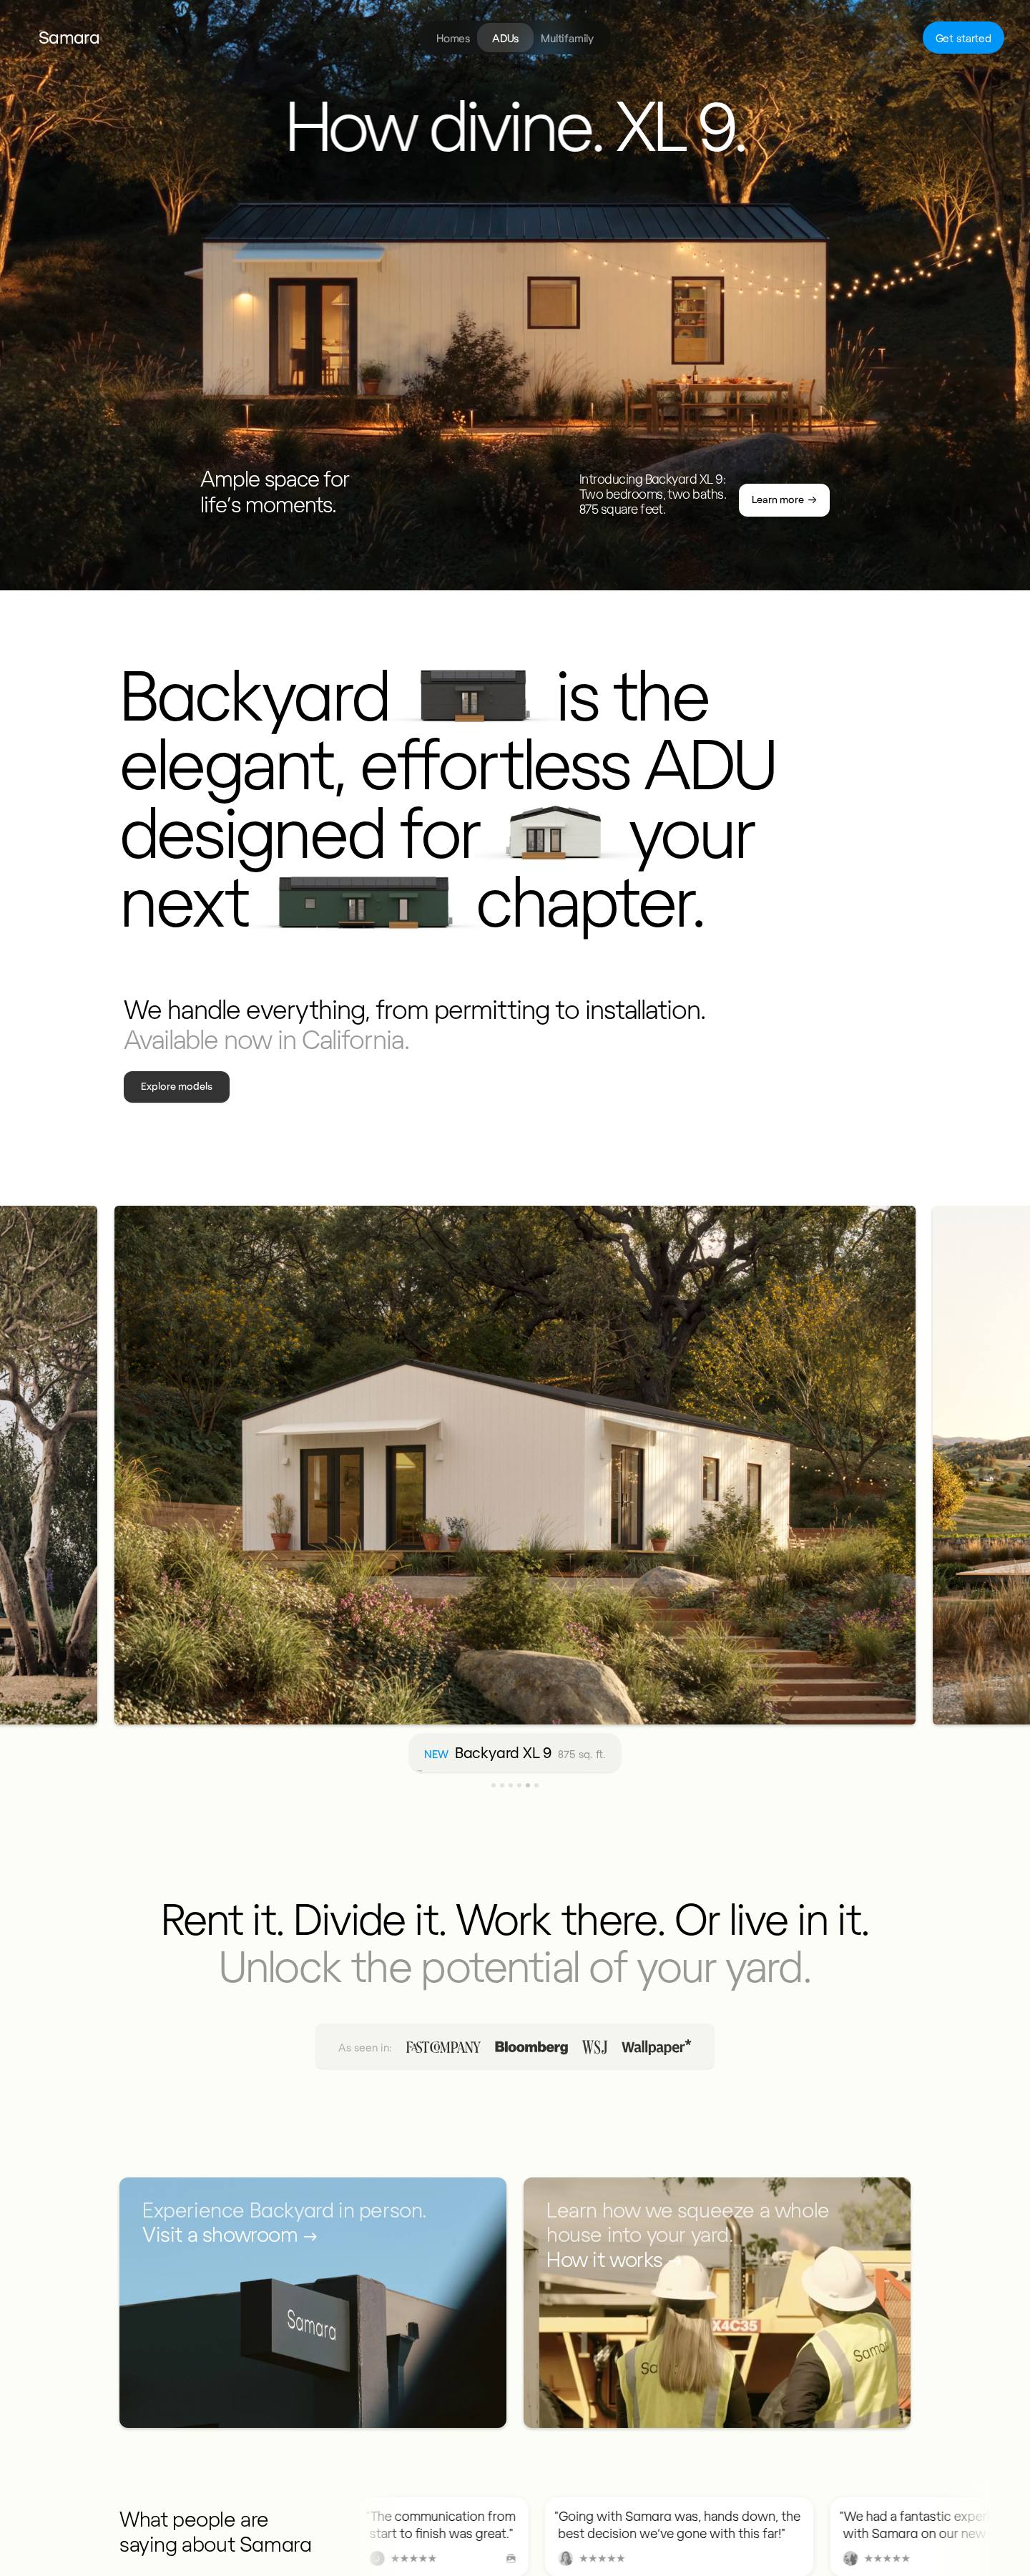 Samara
Homes
ADUs
Multifamily
Get started
How divine. XL 9.
Ample space for
life's moments.
Introducing Backyard XL 9:
Two bedrooms, two baths.
875 square feet.
Learn more →
Backyard is the
elegant, effortless ADU
designed for your
next chapter.
We handle everything, from permitting to installation.
Available now in California.
Explore models
NEW Backyard XL 9 875 sq. ft.
Rent it. Divide it. Work there. Or live in it.
Unlock the potential of your yard.
As seen in: FAST COMPANY Bloomberg WSJ Wallpaper*
Experience Backyard in person.
Visit a showroom →
Samara
Learn how we squeeze a whole
house into your yard.
How it works →
X4C35
Sa
Samar
What people are
saying about Samara
"The communication from
start to finish was great."
★★★★★
"Going with Samara was, hands down, the
best decision we've gone with this far!"
★★★★★
"We had a fantastic exper
with Samara on our new
★★★★★